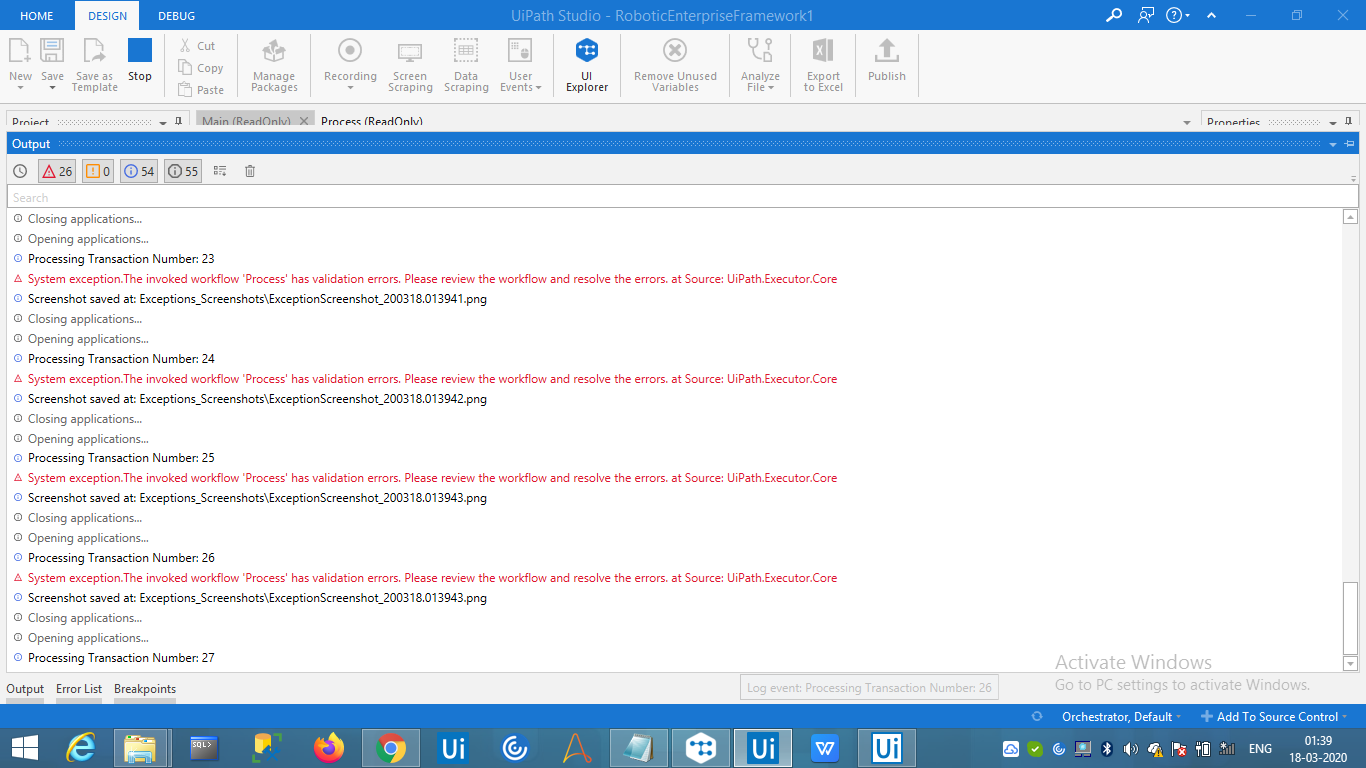 HOME DESIGN DEBUG UiPath Studio - RoboticEnterpriseFramework1
New Save Save as Template Stop
Cut
Copy
Paste
Manage Packages Recording Screen Scraping Data Scraping User Events UI Explorer Remove Unused Variables Analyze File Export to Excel Publish
Project Main (ReadOnly) Process (ReadOnly) Properties
Output
26 0 54 55
Search
Closing applications...
Opening applications...
Processing Transaction Number: 23
System exception.The invoked workflow 'Process' has validation errors. Please review the workflow and resolve the errors. at Source: UiPath.Executor.Core
Screenshot saved at: Exceptions_Screenshots\ExceptionScreenshot_200318.013941.png
Closing applications...
Opening applications...
Processing Transaction Number: 24
System exception.The invoked workflow 'Process' has validation errors. Please review the workflow and resolve the errors. at Source: UiPath.Executor.Core
Screenshot saved at: Exceptions_Screenshots\ExceptionScreenshot_200318.013942.png
Closing applications...
Opening applications...
Processing Transaction Number: 25
System exception.The invoked workflow 'Process' has validation errors. Please review the workflow and resolve the errors. at Source: UiPath.Executor.Core
Screenshot saved at: Exceptions_Screenshots\ExceptionScreenshot_200318.013943.png
Closing applications...
Opening applications...
Processing Transaction Number: 26
System exception.The invoked workflow 'Process' has validation errors. Please review the workflow and resolve the errors. at Source: UiPath.Executor.Core
Screenshot saved at: Exceptions_Screenshots\ExceptionScreenshot_200318.013943.png
Closing applications...
Opening applications...
Processing Transaction Number: 27
Activate Windows
Go to PC settings to activate Windows.
Output Error List Breakpoints Log event: Processing Transaction Number: 26
Orchestrator, Default Add To Source Control
SQL> Ui Ui W Ui ENG 01:39
18-03-2020